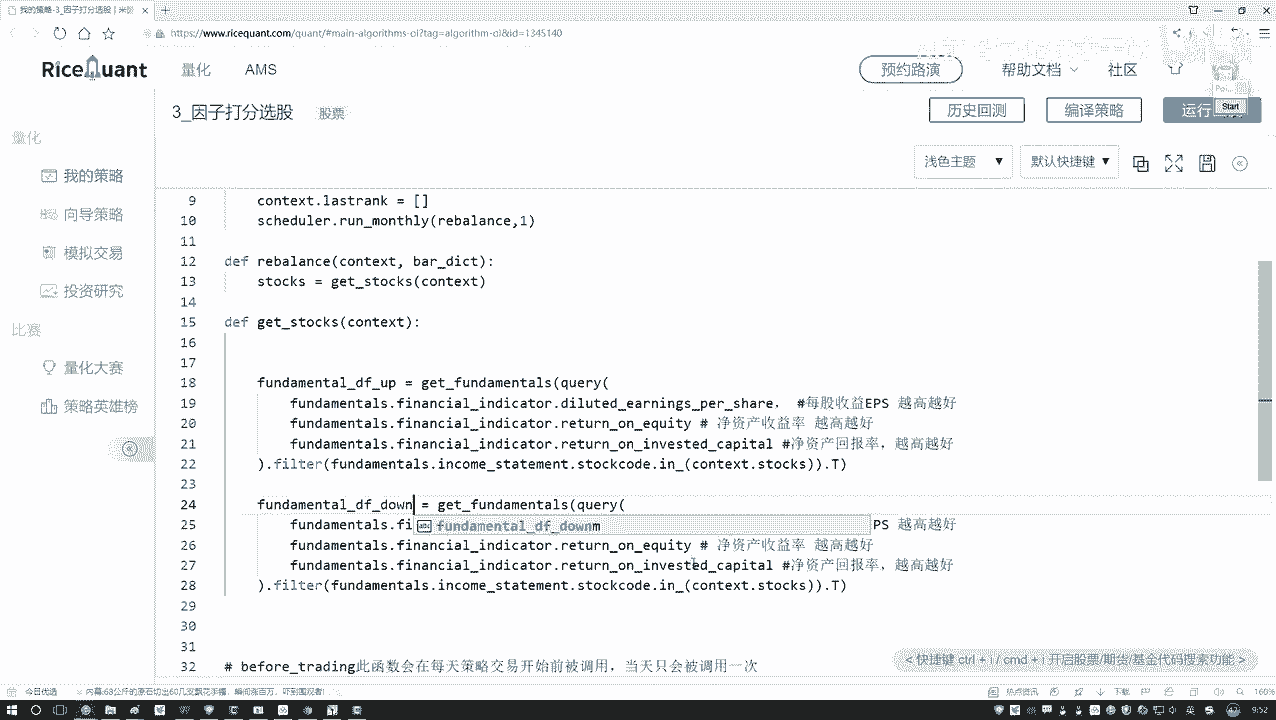 我的策略-3_因子打分选股 | 米
https://www.ricequant.com/quant/#main-algorithms-ol?tag=algorithm-ol&id=1345140
RiceQuant 量化 AMS 预约路演 帮助文档 社区
3_因子打分选股 股票 历史回测 编译策略 运行
Start
浅色主题 ▼ 默认快捷键 ▼
量化
我的策略
向导策略
模拟交易
投资研究
比赛
量化大赛
策略英雄榜
9 context.lastrank = []
10 scheduler.run_monthly(rebalance,1)
11
12 def rebalance(context, bar_dict):
13 stocks = get_stocks(context)
14
15 def get_stocks(context):
16
17
18 fundamental_df_up = get_fundamentals(query(
19 fundamentals.financial_indicator.diluted_earnings_per_share， #每股收益EPS 越高越好
20 fundamentals.financial_indicator.return_on_equity # 净资产收益率 越高越好
21 fundamentals.financial_indicator.return_on_invested_capital #净资产回报率，越高越好
22 ).filter(fundamentals.income_statement.stockcode.in_(context.stocks)).T)
23
24 fundamental_df_down = get_fundamentals(query(
25 fundamentals.fi fundamental_df_downm PS 越高越好
26 fundamentals.financial_indicator.return_on_equity # 净资产收益率 越高越好
27 fundamentals.financial_indicator.return_on_invested_capital #净资产回报率，越高越好
28 ).filter(fundamentals.income_statement.stockcode.in_(context.stocks)).T)
29
30
31
32 # before_trading此函数会在每天策略交易开始前被调用，当天只会被调用一次
<快捷键 ctrl + i / cmd + i 开启股票/期货/基金代码搜索功能 >
今日优选 热点资讯 下载 160%
英 9:52